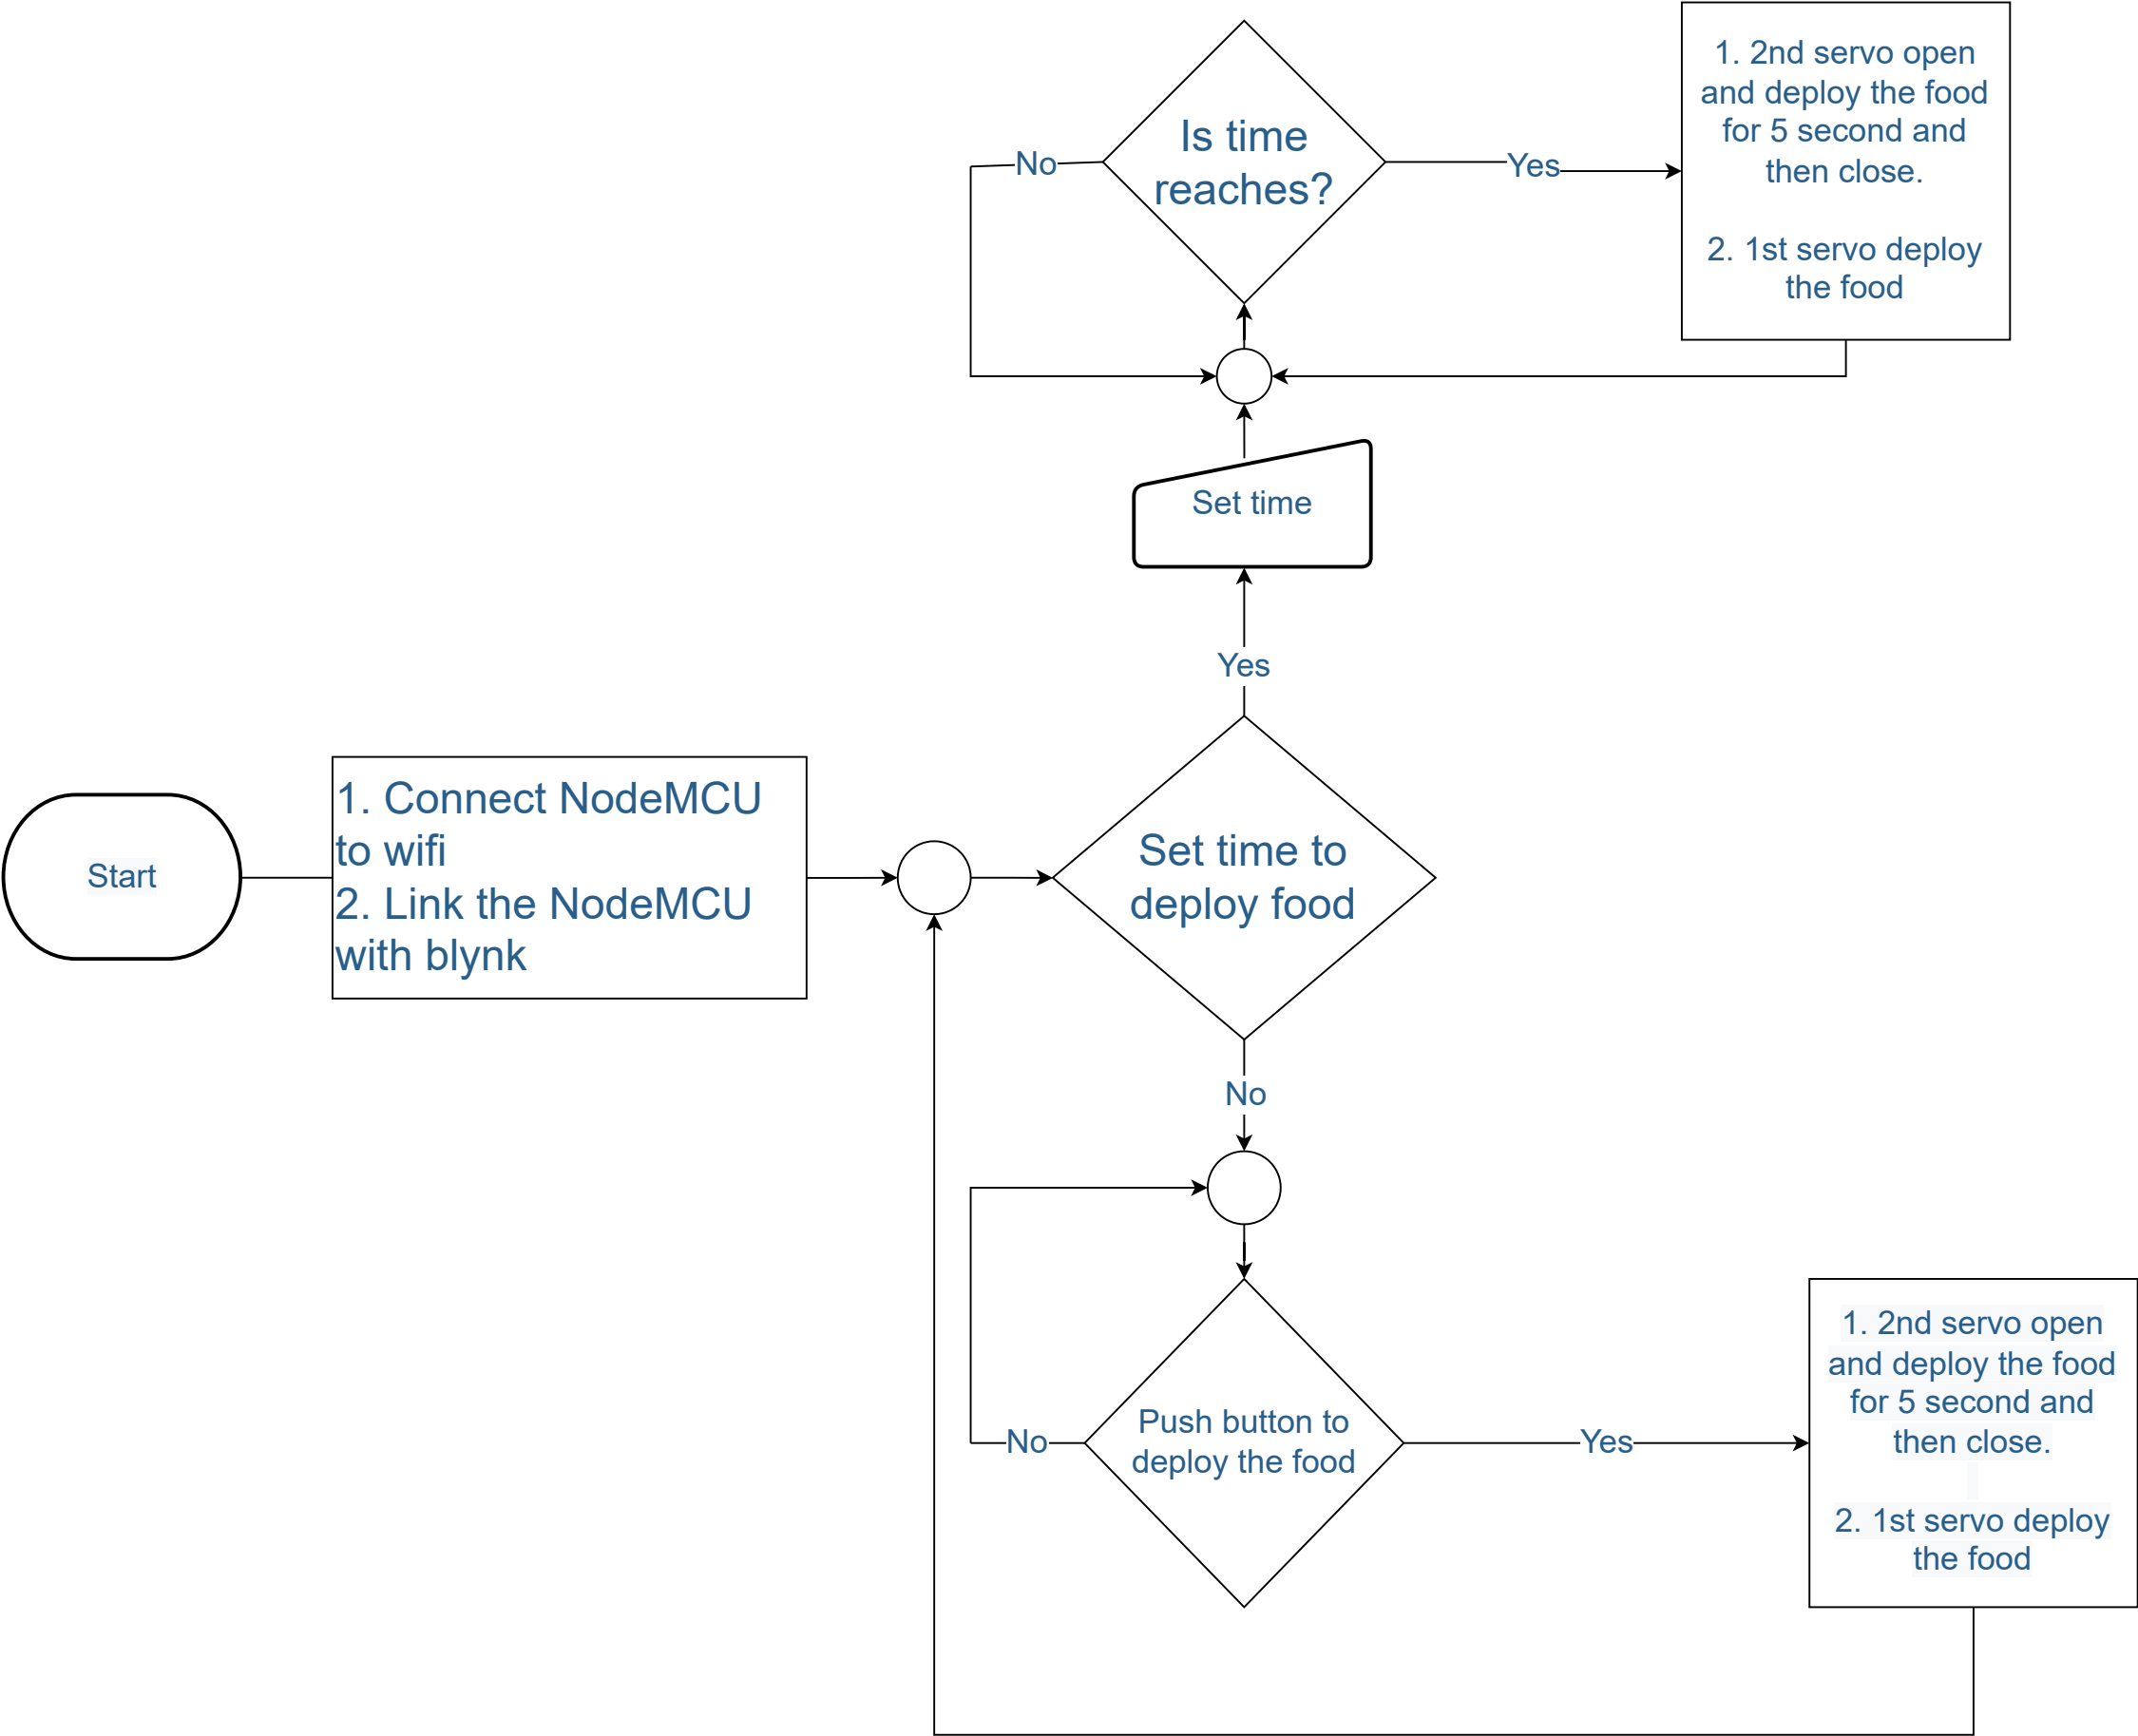 1. 2nd servo open
and deploy the food
for 5 second and
then close.
2. 1st servo deploy
the food
Is time
reaches?
No
Yes
Set time
Yes
Start
1. Connect NodeMCU
to wifi
2. Link the NodeMCU
with blynk
Set time to
deploy food
No
Push button to
deploy the food
No
Yes
1. 2nd servo open
and deploy the food
for 5 second and
then close.
2. 1st servo deploy
the food